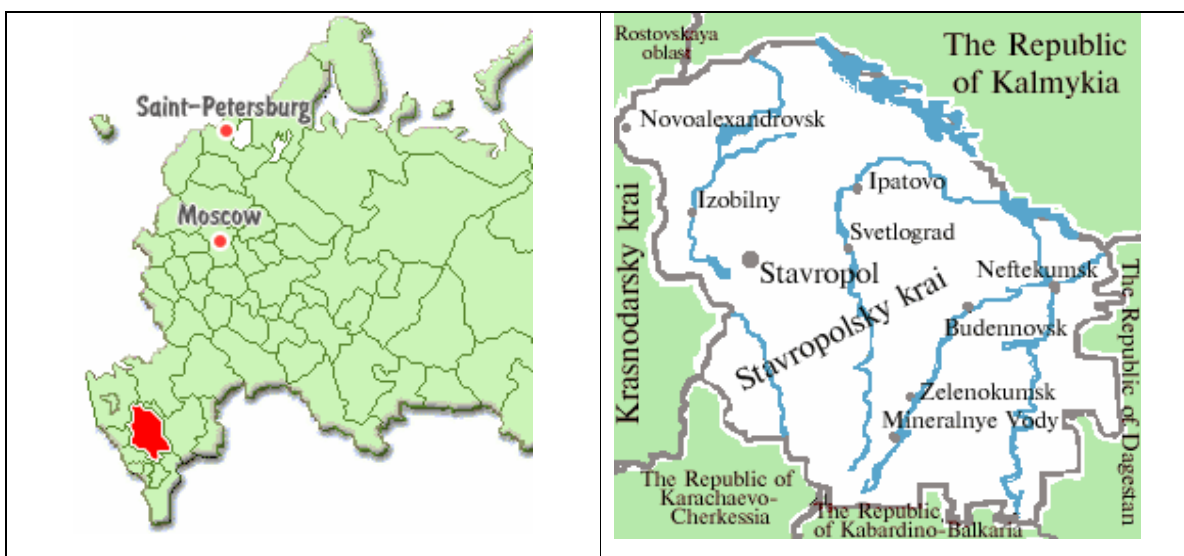 Saint-Petersburg
Moscow
Rostovskaya
oblast
The Republic
of Kalmykia
Novoalexandrovsk
Ipatovo
Izobilny
Svetlograd
Stavropol
Neftekumsk
Krasnodarsky krai
Stavropolsky krai
Budennovsk
The Republic of Dagestan
Zelenokumsk
Mineralnye Vody
The Republic of
Karachaevo-
Cherkessia
The Republic
of Kabardino-Balkaria